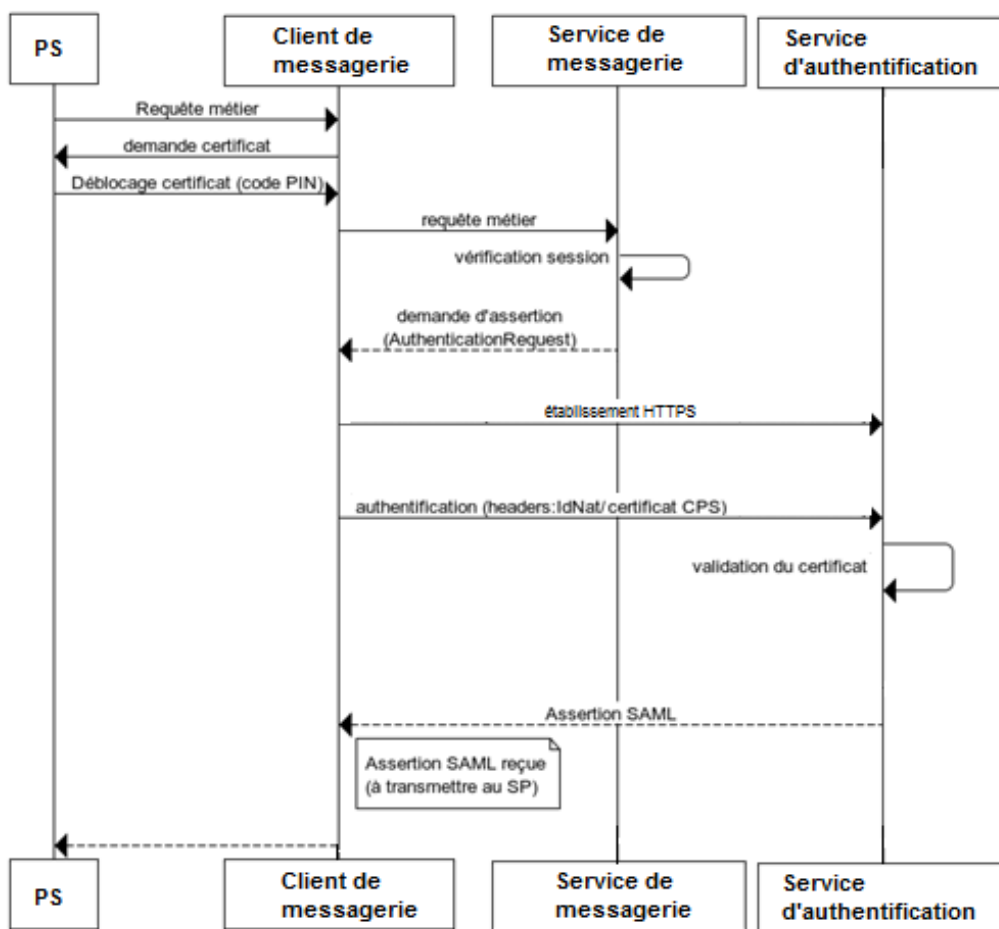 PS
Client de
messagerie
Service de
messagerie
Service
d'authentification
Requête métier
demande certificat
Déblocage certificat (code PIN)
requête métier
vérification session
demande d'assertion
(AuthenticationRequest)
établissement HTTPS
authentification (headers:IdNat/ certificat CPS)
validation du certificat
Assertion SAML
Assertion SAML reçue
(à transmettre au SP)
PS
Client de
messagerie
Service de
messagerie
Service
d'authentification